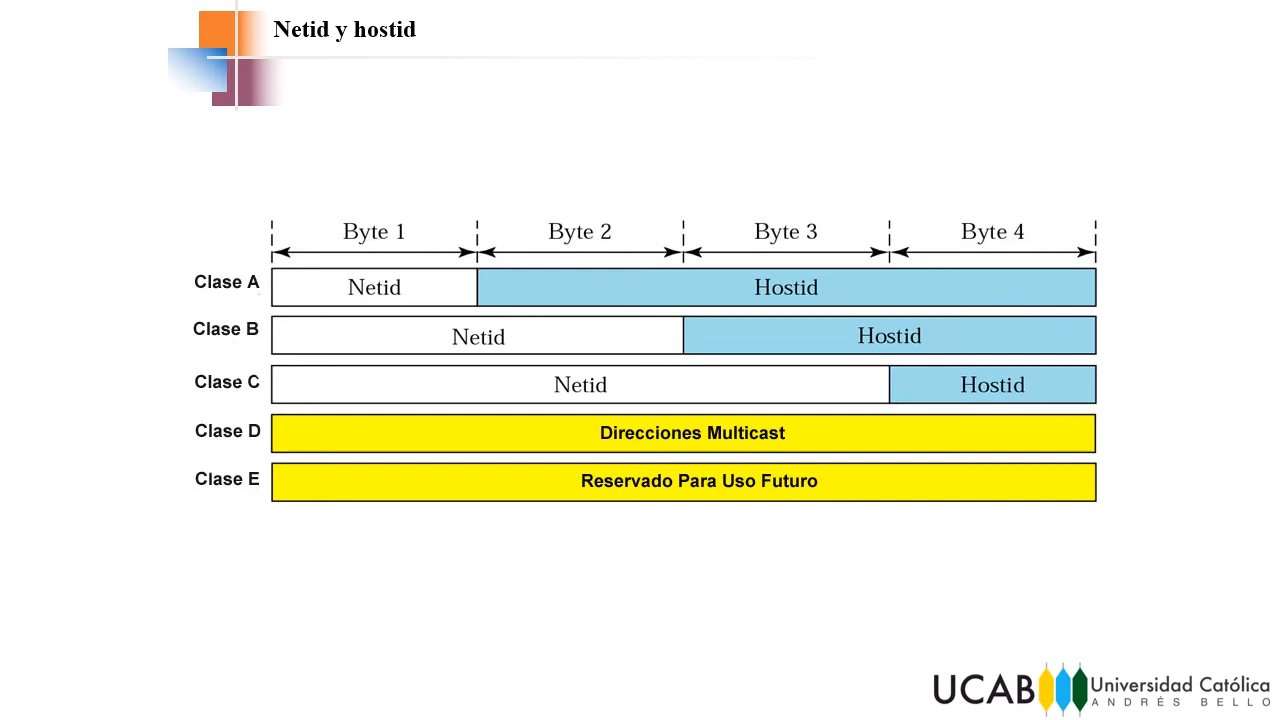 Netid y hostid
Byte 1 Byte 2 Byte 3 Byte 4
Clase A Netid Hostid
Clase B Netid Hostid
Clase C Netid Hostid
Clase D Direcciones Multicast
Clase E Reservado Para Uso Futuro
UCAB Universidad Católica
ANDRÉS BELLO